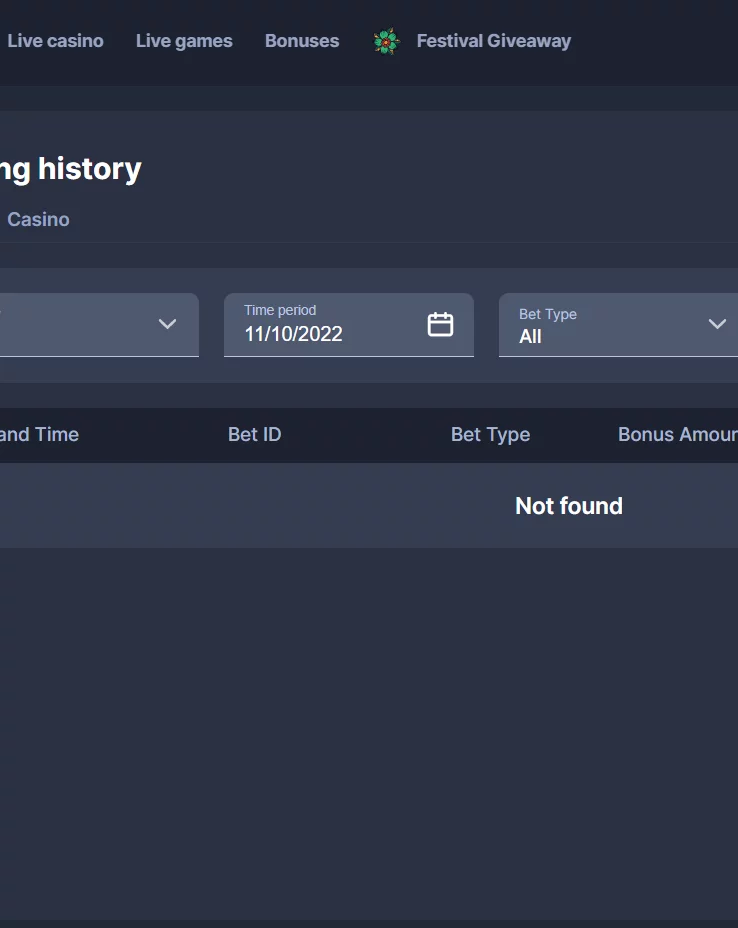 Live casino Live games Bonuses Festival Giveaway
ng history
Casino
Time period
11/10/2022
Bet Type
All
and Time Bet ID Bet Type Bonus Amour
Not found